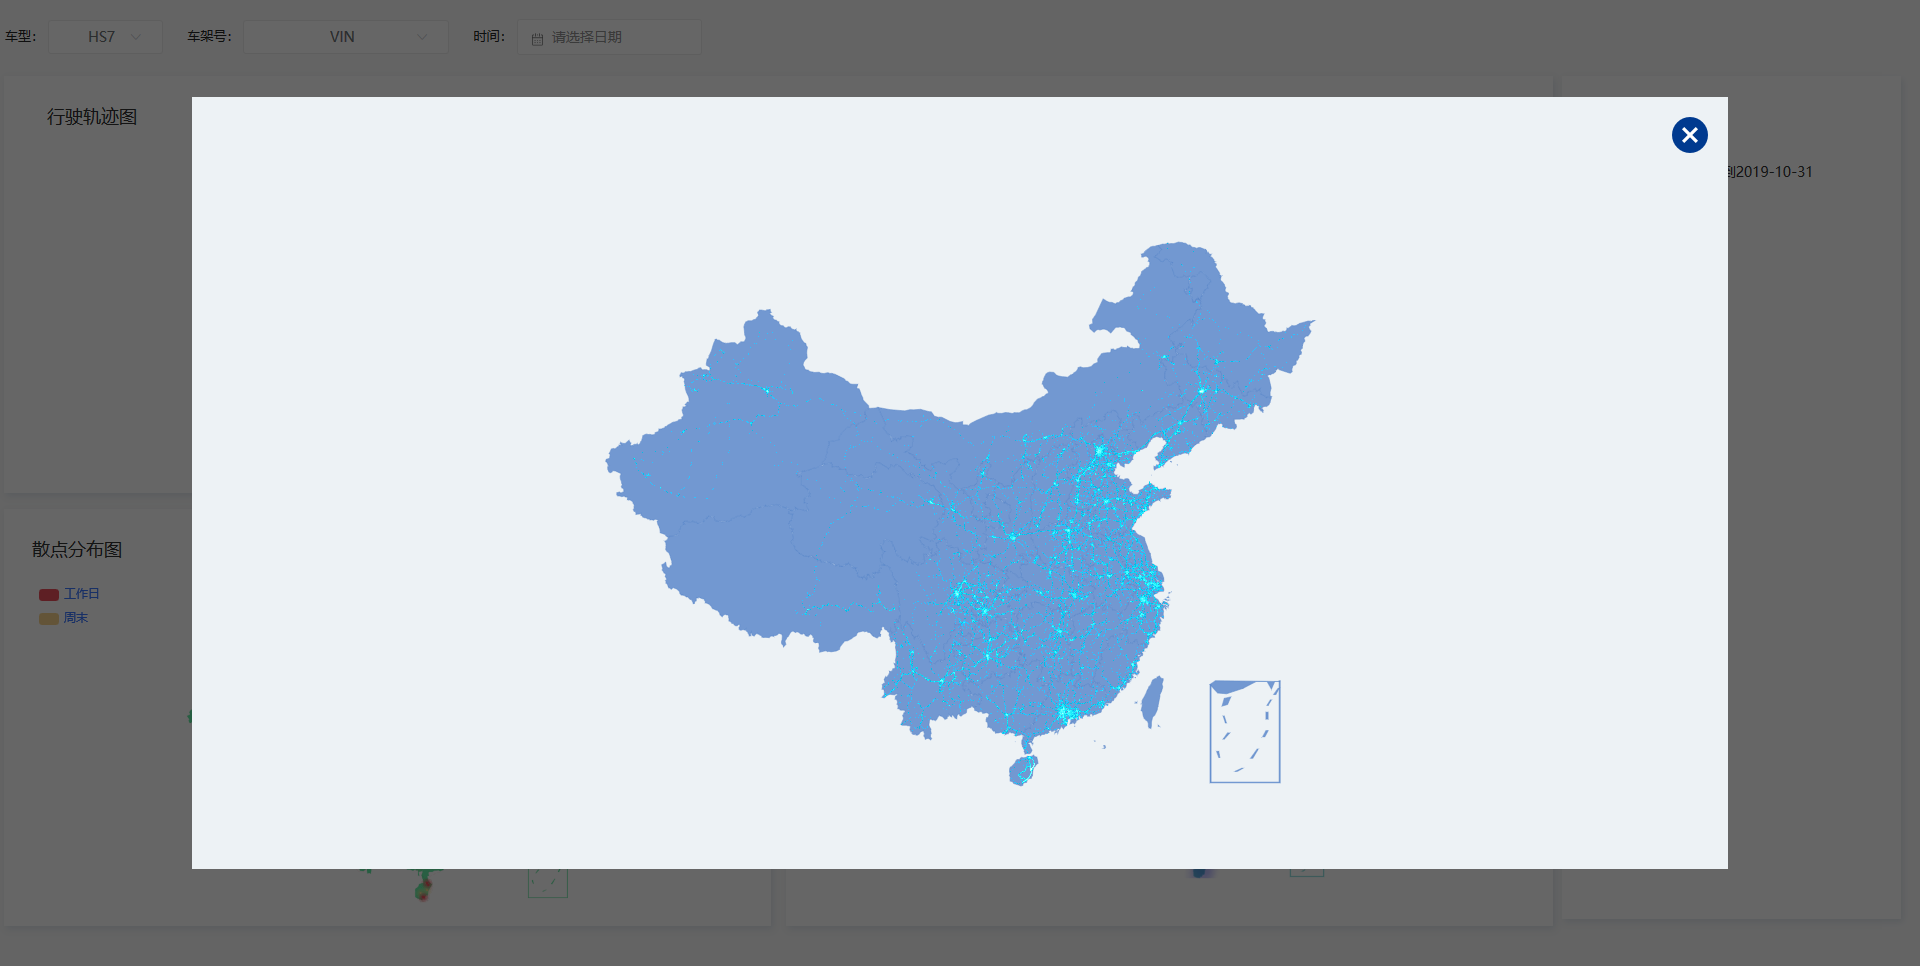 车型： HS7 车架号： VIN 时间： 请选择日期
行驶轨迹图
到2019-10-31
散点分布图
工作日
周末